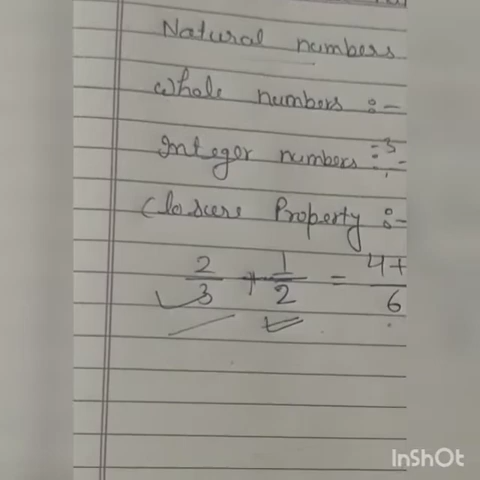 Natural numbers
Whole numbers :-
Integer numbers
Closure Property :-
2/3 + 1/2 = 4+/6
InShOt